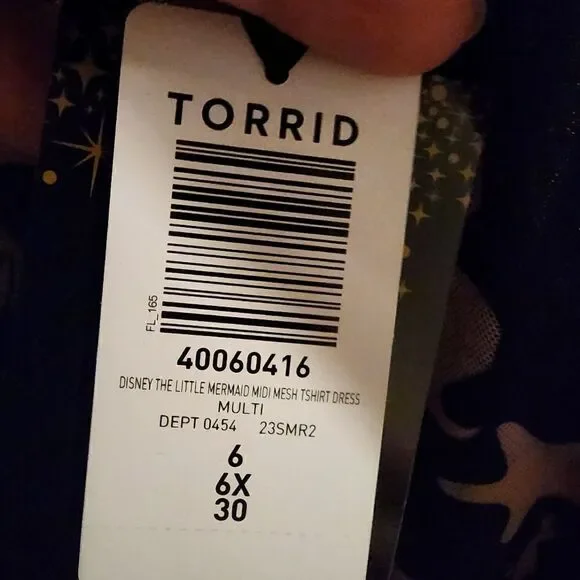 TORRID
FL_165
40060416
DISNEY THE LITTLE MERMAID MIDI MESH TSHIRT DRESS
MULTI
DEPT 0454 23SMR2
6
6X
30